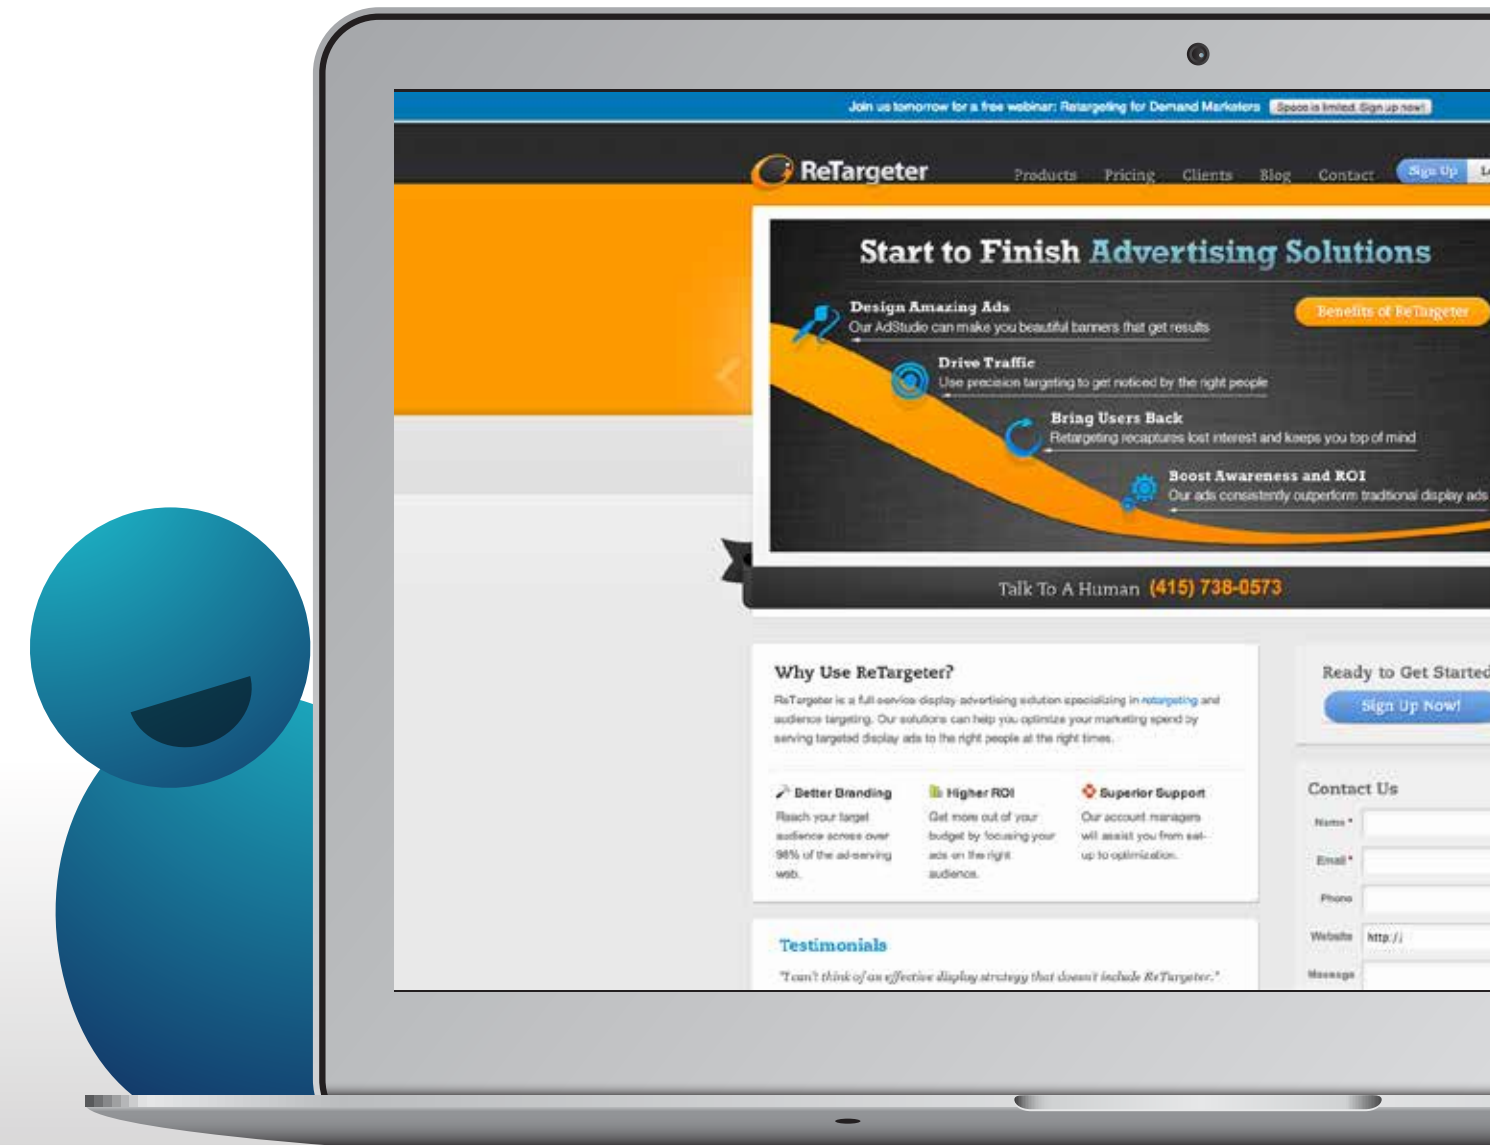 Join us tomorrow for a free webinar: Retargeting for Demand Marketers Space is limited. Sign up now!
ReTargeter Products Pricing Clients Blog Contact Sign Up
Start to Finish Advertising Solutions
Design Amazing Ads
Our AdStudio can make you beautiful banners that get results
Benefits of ReTargeter
Drive Traffic
Use precision targeting to get noticed by the right people
Bring Users Back
Retargeting recaptures lost interest and keeps you top of mind
Boost Awareness and ROI
Our ads consistently outperform traditional display ads
Talk To A Human (415) 738-0573
Why Use ReTargeter?
ReTargeter is a full-service display advertising solution specializing in retargeting and
audience targeting. Our solutions can help you optimize your marketing spend by
serving targeted display ads to the right people at the right times.
Better Branding
Reach your target
audience across over
98% of the ad-serving
web.
Higher ROI
Get more out of your
budget by focusing your
ads on the right
audience.
Superior Support
Our account managers
will assist you from set-
up to optimization.
Testimonials
"I can't think of an effective display strategy that doesn't include ReTargeter."
Ready to Get Started
Sign Up Now!
Contact Us
Name *
Email *
Phone
Website http://
Message